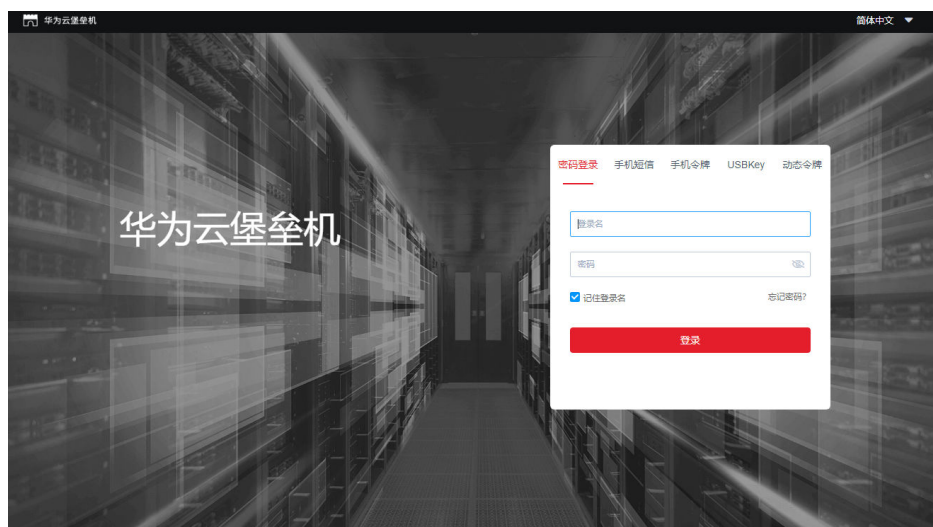 华为云堡垒机
简体中文
密码登录 手机短信 手机令牌 USBKey 动态令牌
华为云堡垒机
登录名
密码
记住登录名 忘记密码?
登录